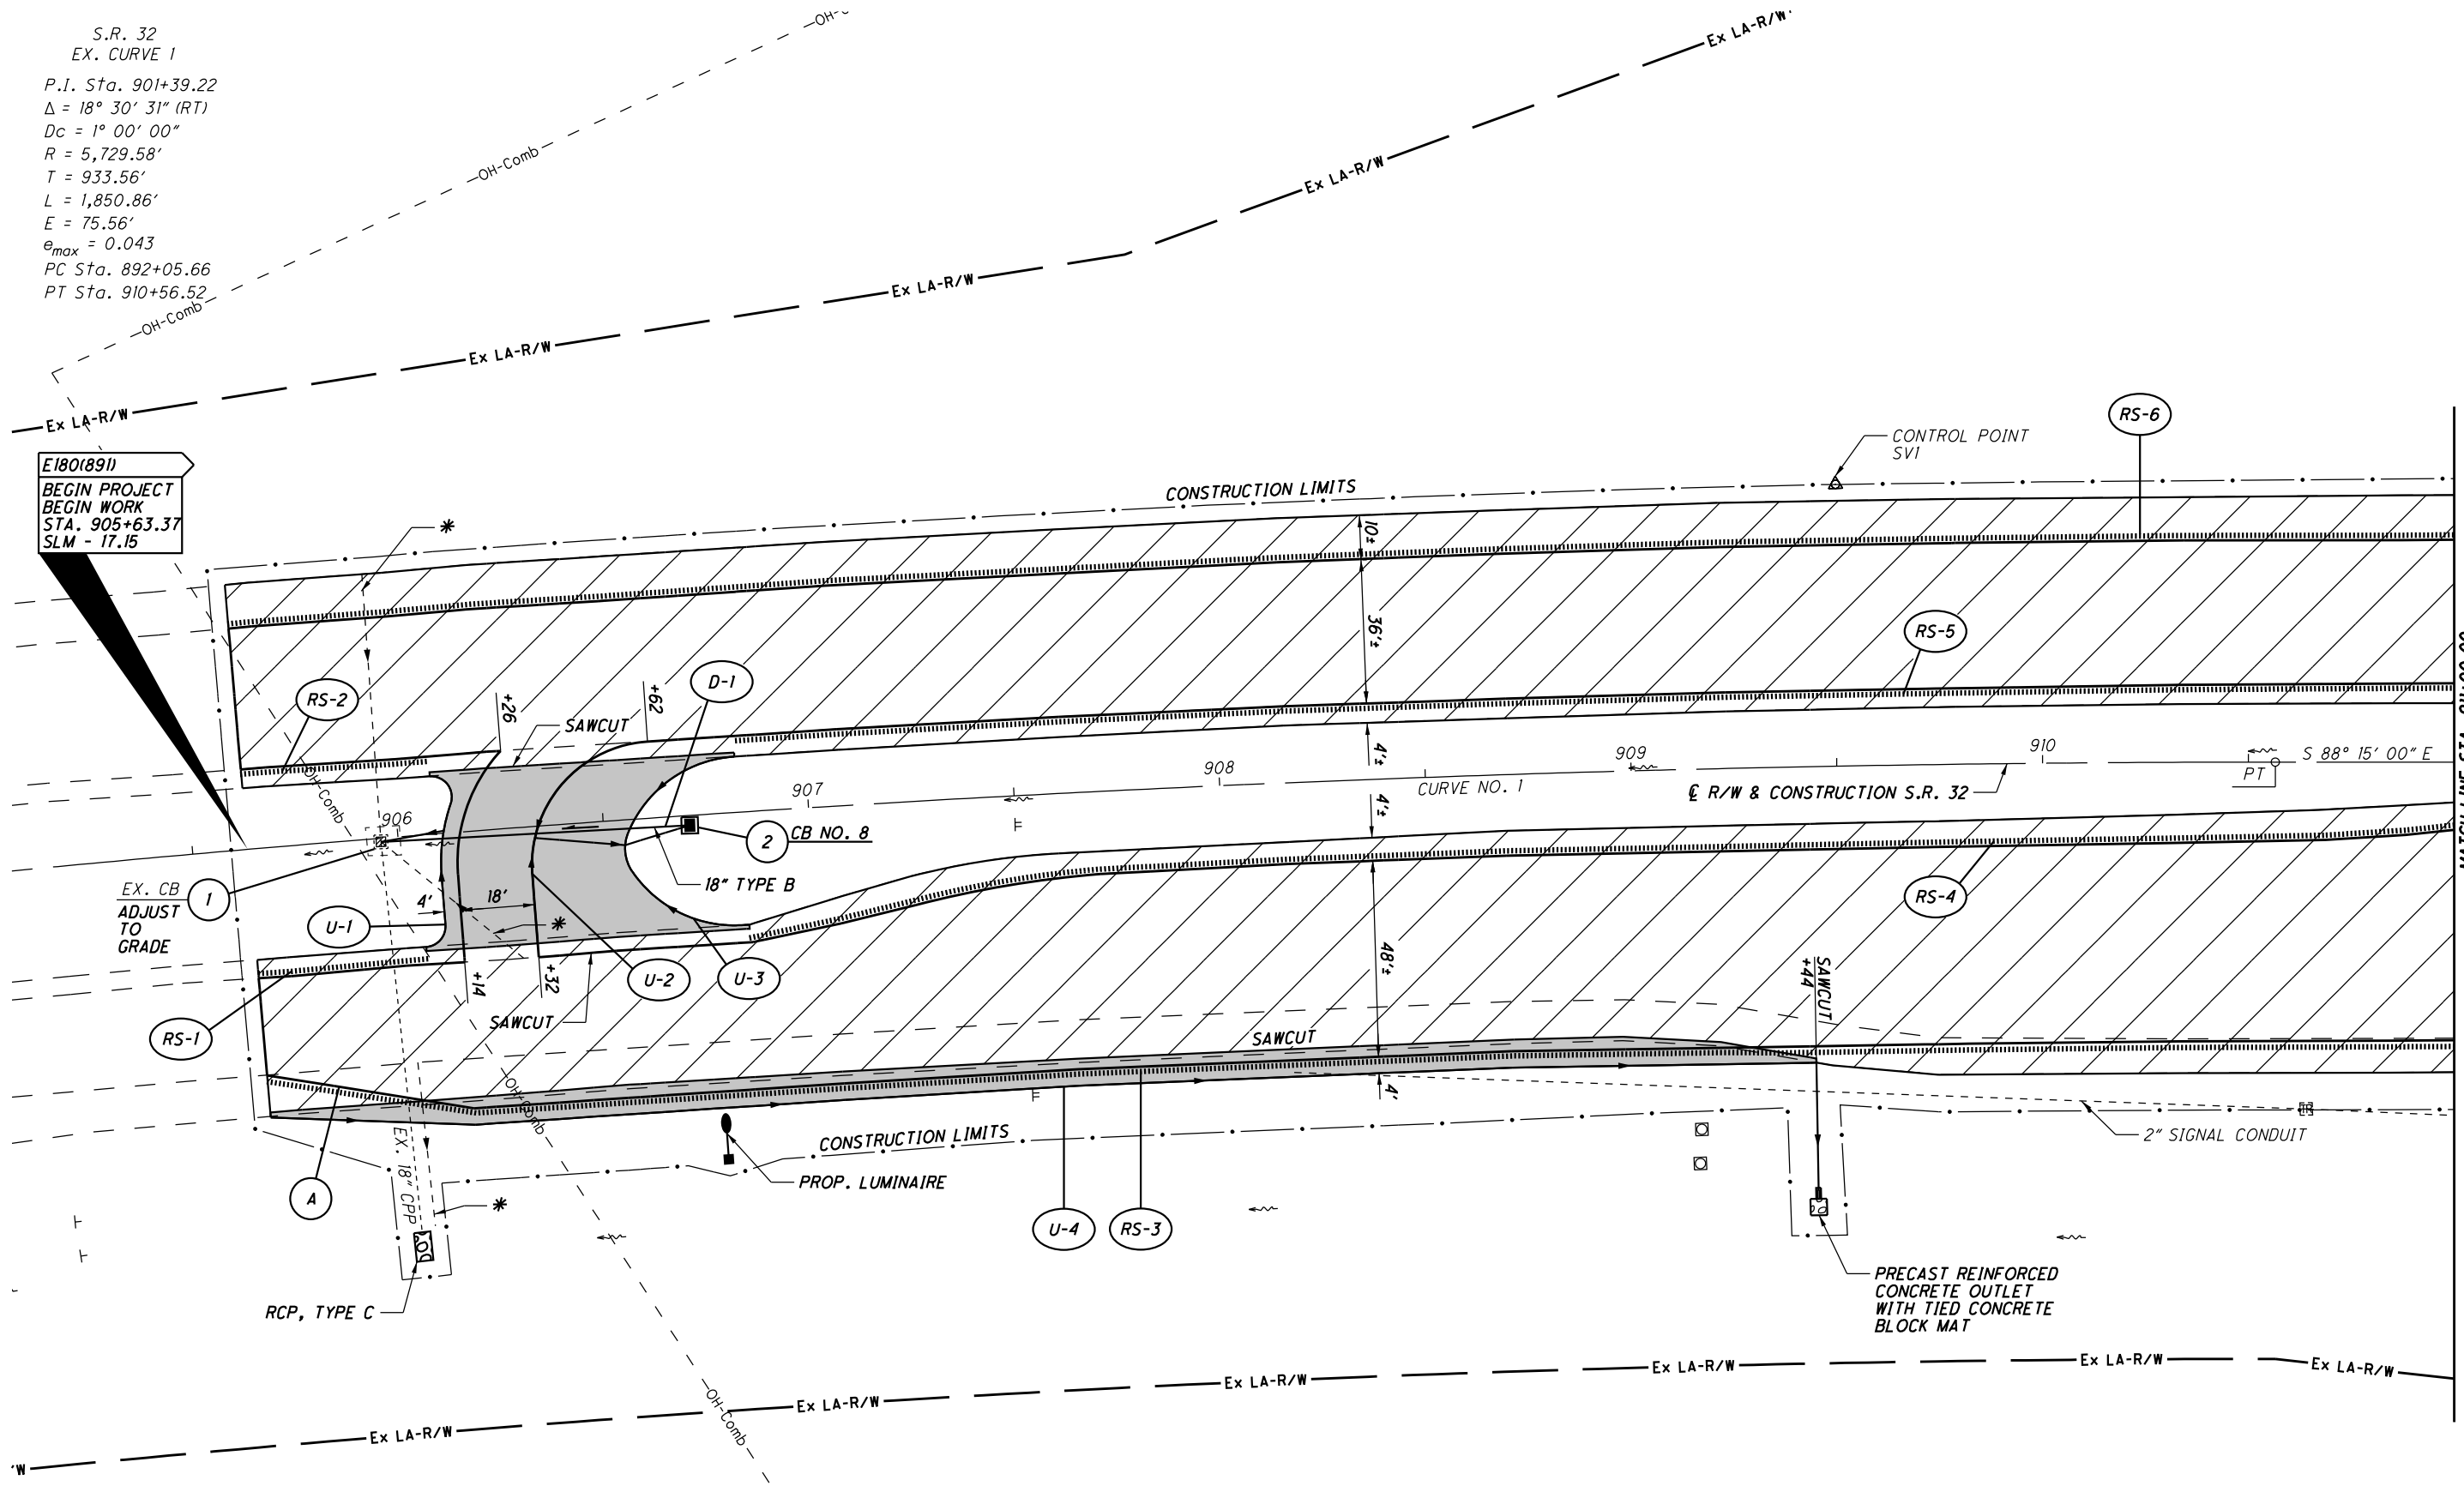 S.R. 32
EX. CURVE 1
P.I. Sta. 901+39.22
Δ = 18° 30' 31" (RT)
Dc = 1° 00' 00"
R = 5,729.58'
T = 933.56'
L = 1,850.86'
E = 75.56'
emax = 0.043
PC Sta. 892+05.66
PT Sta. 910+56.52
OH-Comb
OH-Comb
Ex LA-R/W
Ex LA-R/W
Ex LA-R/W
Ex LA-R/W
Ex LA-R/W
E180(891)
BEGIN PROJECT
BEGIN WORK
STA. 905+63.37
SLM - 17.15
*
CONSTRUCTION LIMITS
CONTROL POINT
SV1
RS-6
10±
36'±
RS-5
RS-2
+26
SAWCUT
+62
D-1
OH-Comb
906
907
908
909
910
4'±
4'±
CURVE NO. 1
℄ R/W & CONSTRUCTION S.R. 32
PT
S 88° 15' 00" E
2
CB NO. 8
18" TYPE B
EX. CB
1
ADJUST
TO
GRADE
4'
18'
*
U-1
U-2
U-3
RS-4
RS-1
+14
+32
SAWCUT
48'±
SAWCUT
SAWCUT
+44
4'
OH-Comb
EX. 18" CPP
A
*
CONSTRUCTION LIMITS
PROP. LUMINAIRE
U-4
RS-3
2" SIGNAL CONDUIT
RCP, TYPE C
PRECAST REINFORCED
CONCRETE OUTLET
WITH TIED CONCRETE
BLOCK MAT
OH-Comb
Ex LA-R/W
Ex LA-R/W
Ex LA-R/W
Ex LA-R/W
Ex LA-R/W
Ex LA-R/W